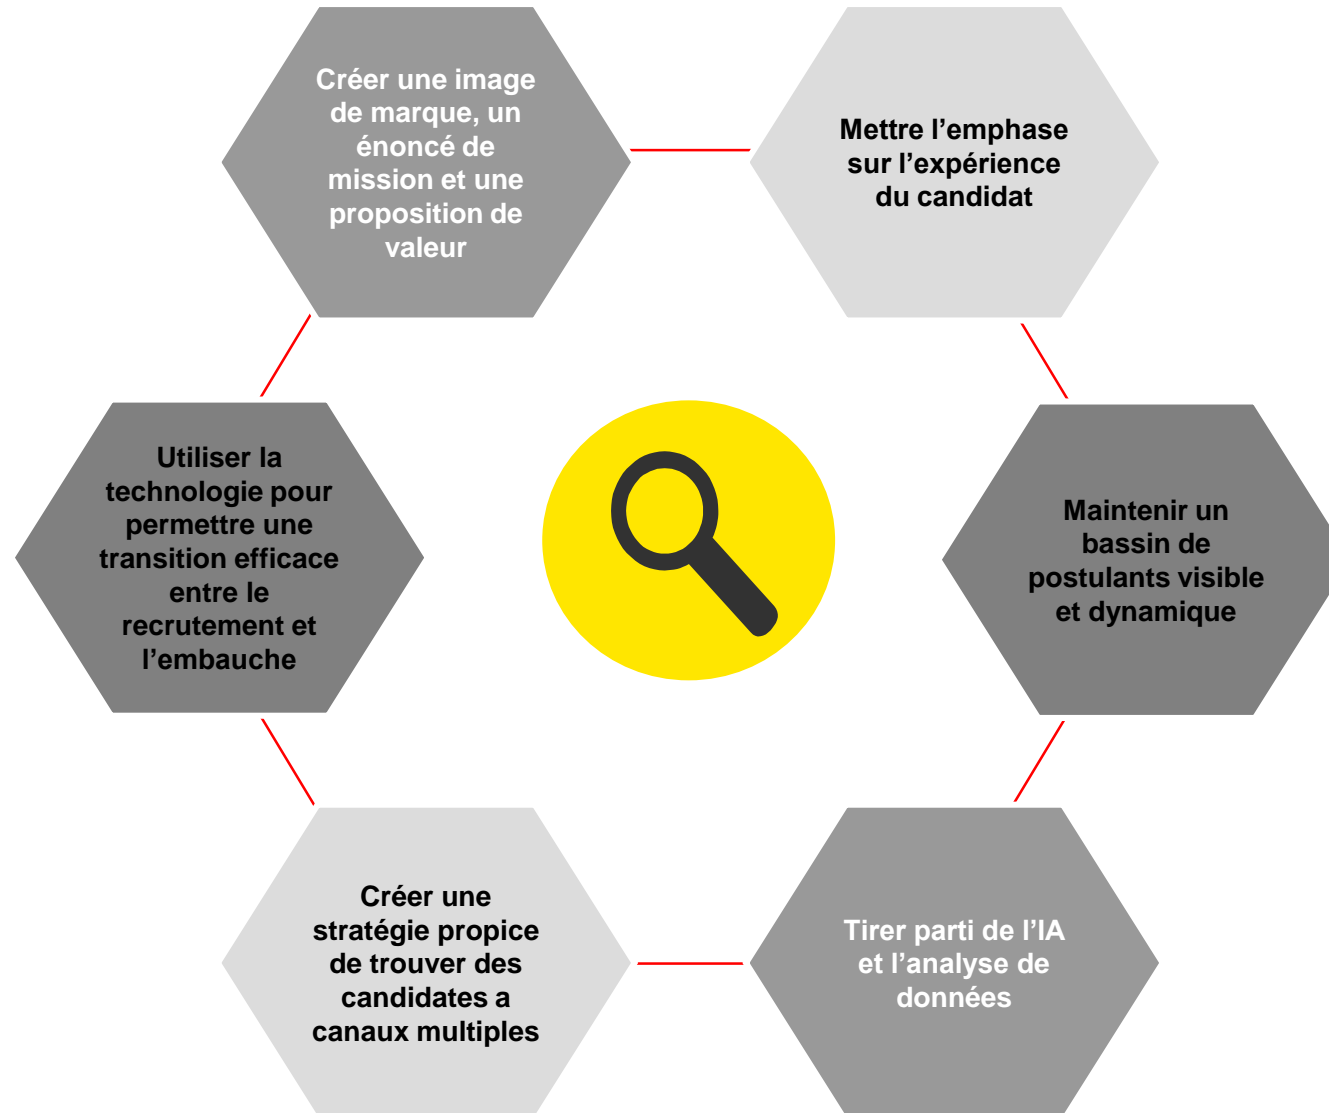 Créer une image
de marque, un
énoncé de
mission et une
proposition de
valeur
Mettre l’emphase
sur l’expérience
du candidat
Utiliser la
technologie pour
permettre une
transition efficace
entre le
recrutement et
l’embauche
Maintenir un
bassin de
postulants visible
et dynamique
Créer une
stratégie propice
de trouver des
candidates a
canaux multiples
Tirer parti de l’IA
et l’analyse de
données